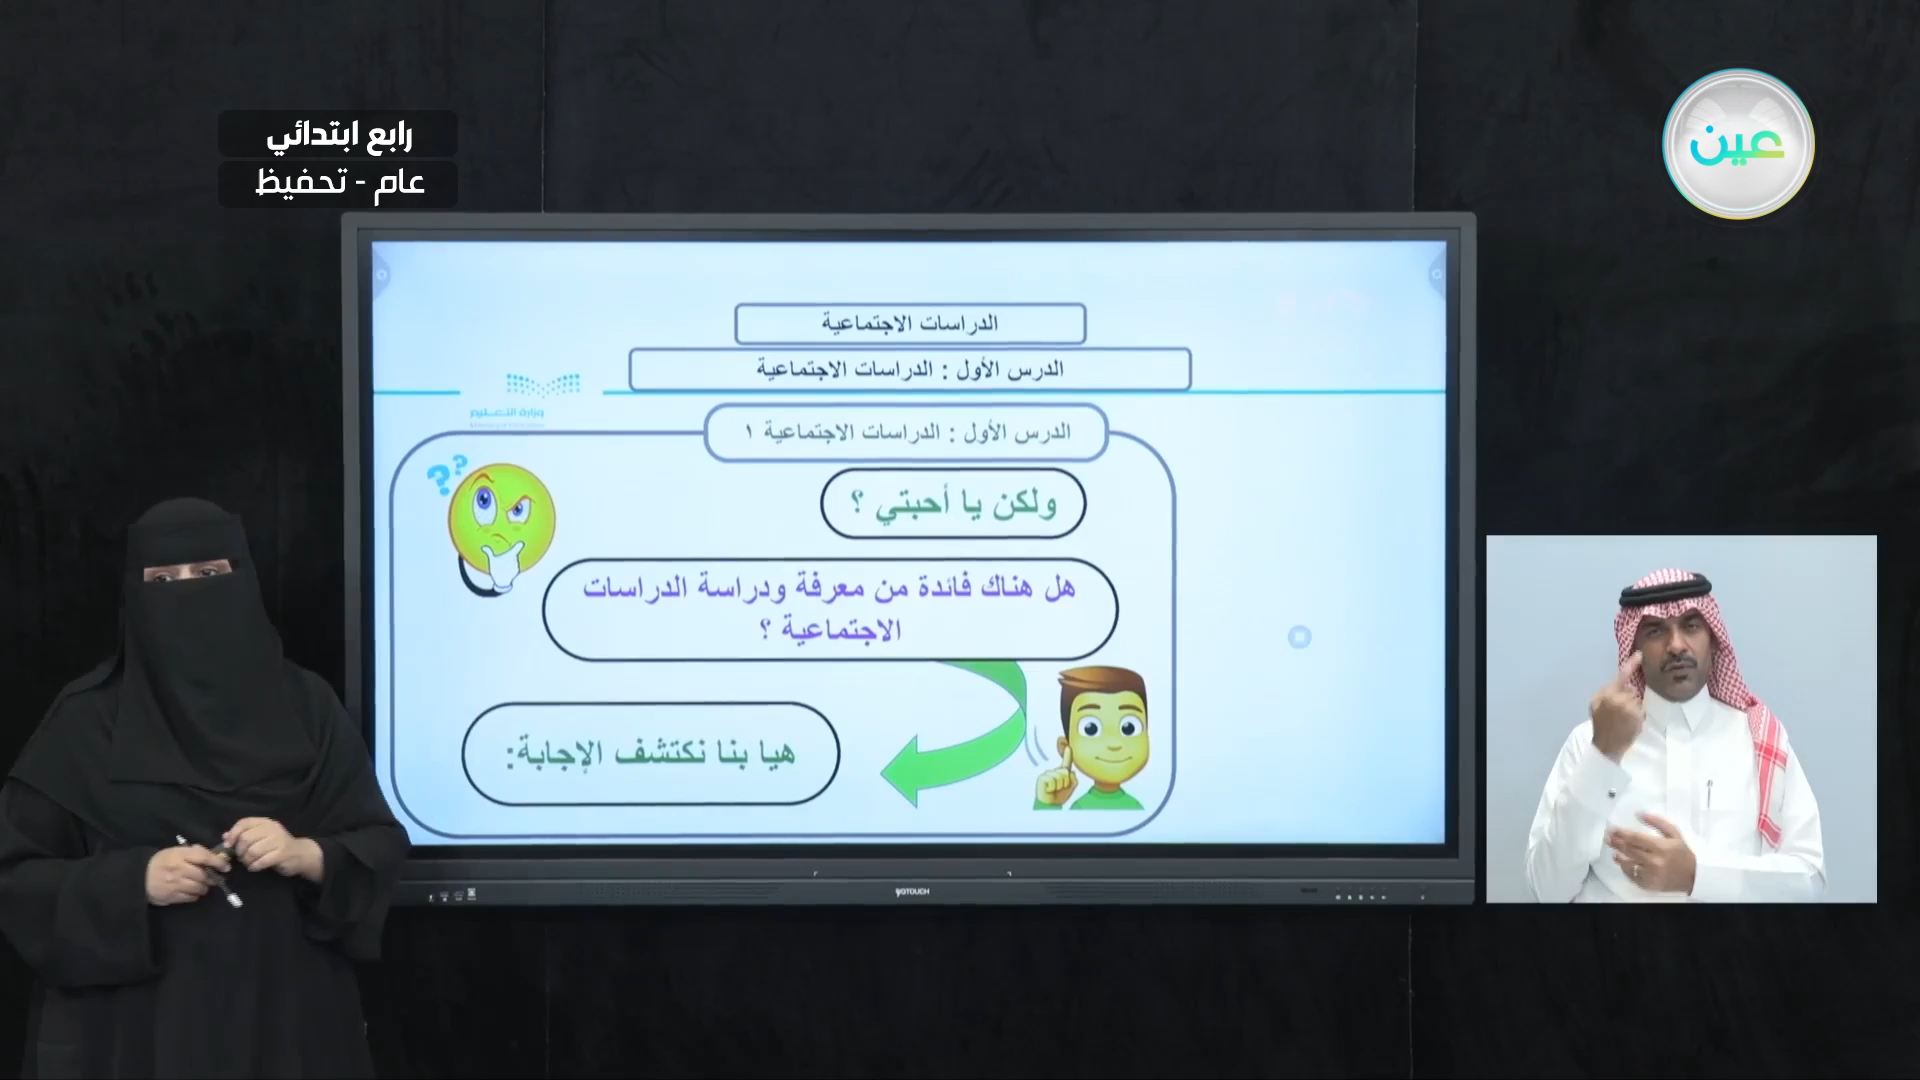 رابع ابتدائي
عام - تحفيظ
عين
الدراسات الاجتماعية
الدرس الأول : الدراسات الاجتماعية
وزارة التعليم
الدرس الأول : الدراسات الاجتماعية ١
؟؟
ولكن يا أحبتي ؟
هل هناك فائدة من معرفة ودراسة الدراسات
الاجتماعية ؟
هيا بنا نكتشف الإجابة: